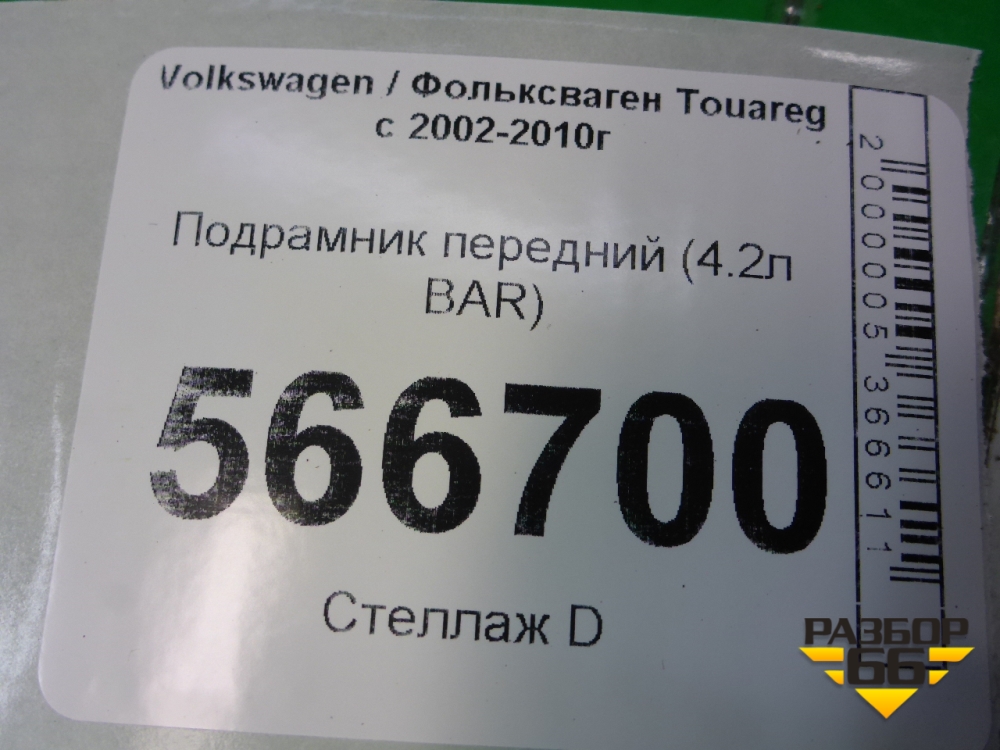 Volkswagen / Фольксваген Touareg
с 2002-2010г
Подрамник передний (4.2л
BAR)
566700
Стеллаж D
2000005366611
РАЗБОР
66